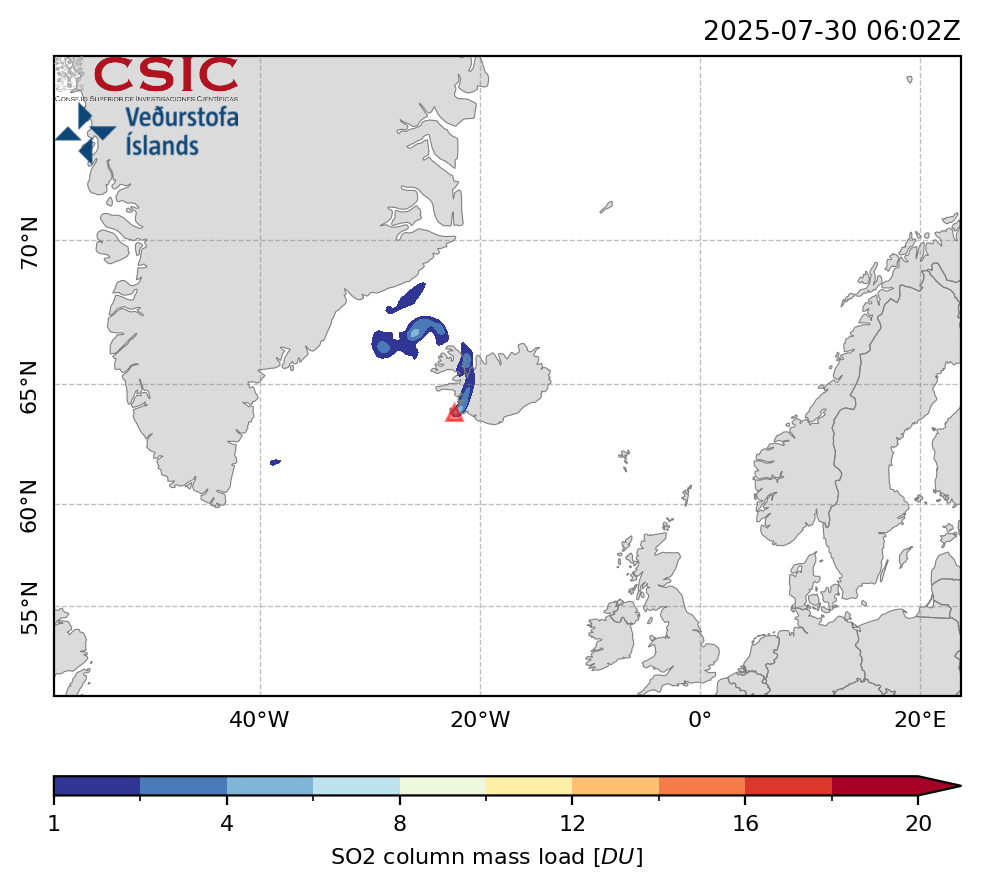 2025-07-30 06:02Z
CSIC
CONSEJO SUPERIOR DE INVESTIGACIONES CIENTÍFICAS
Veðurstofa
Íslands
70°N
65°N
60°N
55°N
40°W 20°W 0° 20°E
1 4 8 12 16 20
SO2 column mass load [DU]